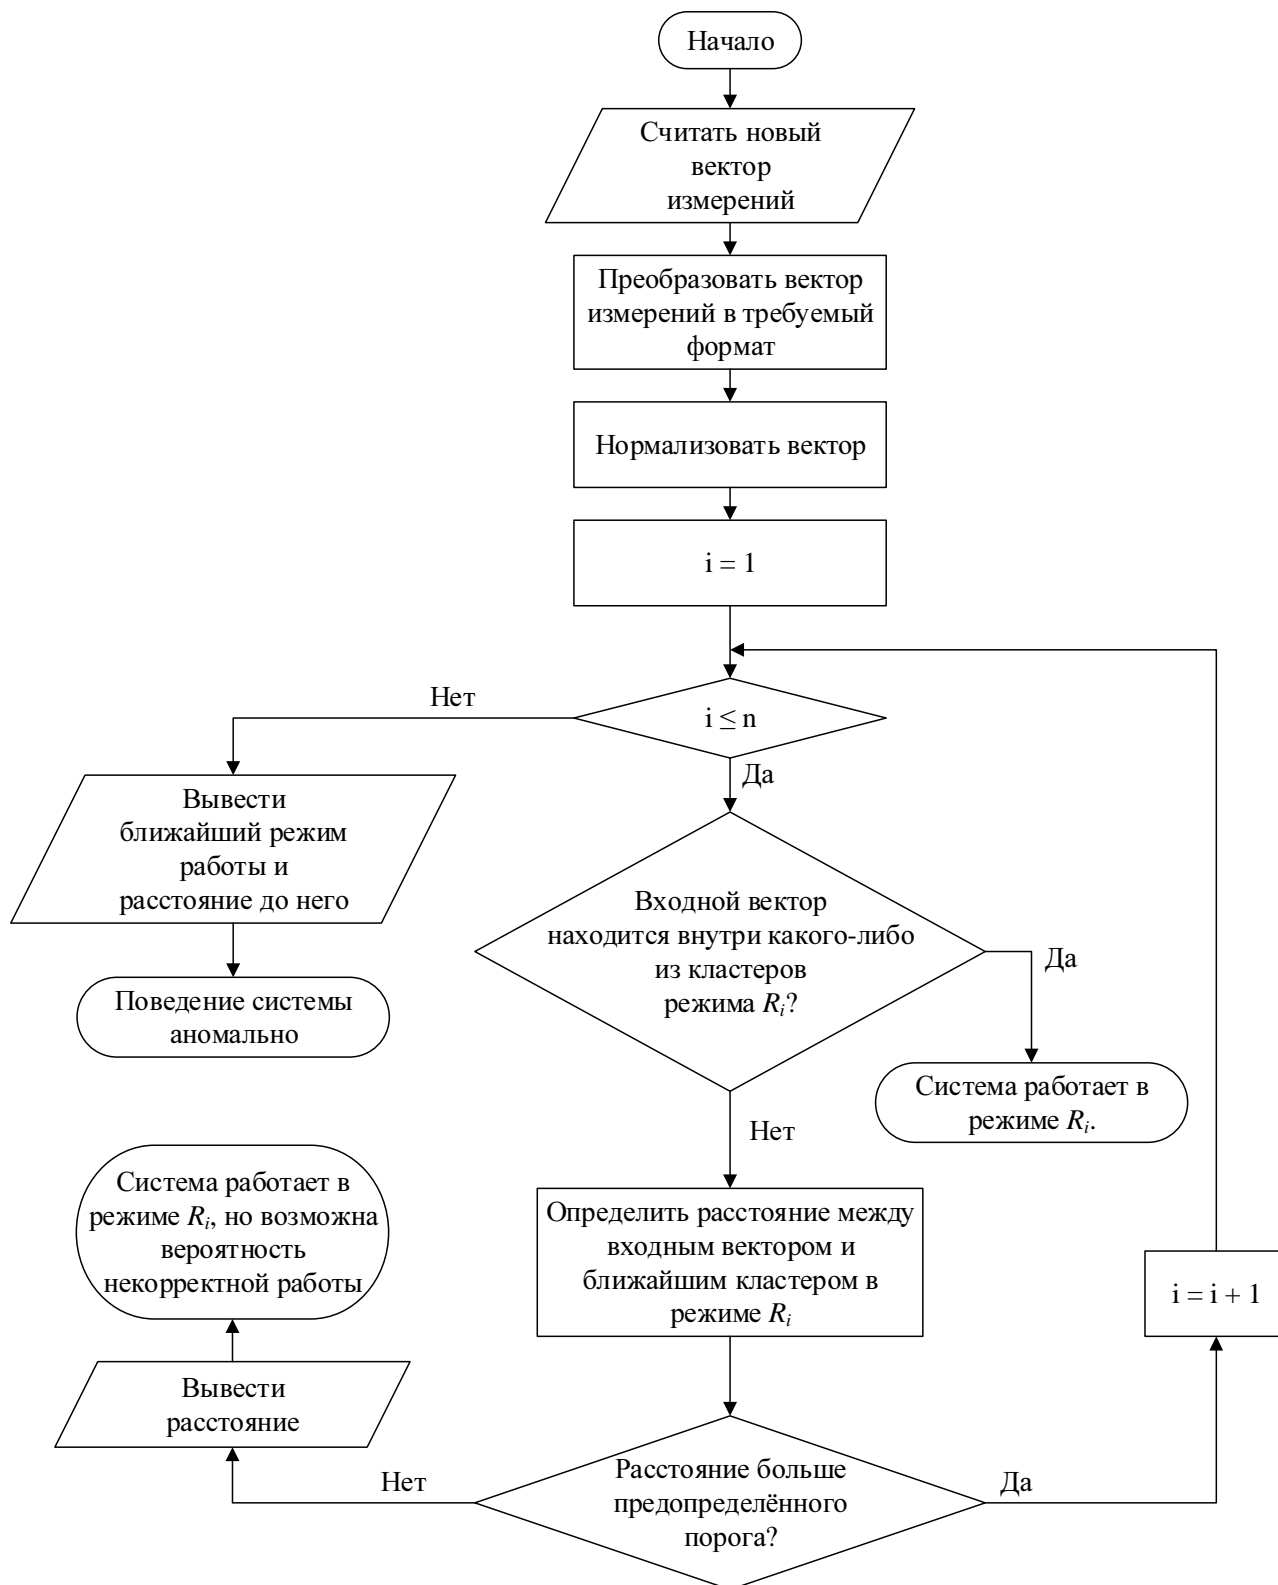 Начало
Считать новый
вектор
измерений
Преобразовать вектор
измерений в требуемый
формат
Нормализовать вектор
i = 1
Нет
i ≤ n
Да
Вывести
ближайший режим
работы и
расстояние до него
Входной вектор
находится внутри какого-либо
из кластеров
режима Rᵢ?
Да
Поведение системы
аномально
Система работает в
режиме Rᵢ.
Нет
Система работает в
режиме Rᵢ, но возможна
вероятность
некорректной работы
Определить расстояние между
входным вектором и
ближайшим кластером в
режиме Rᵢ
i = i + 1
Вывести
расстояние
Нет
Расстояние больше
предопределённого
порога?
Да